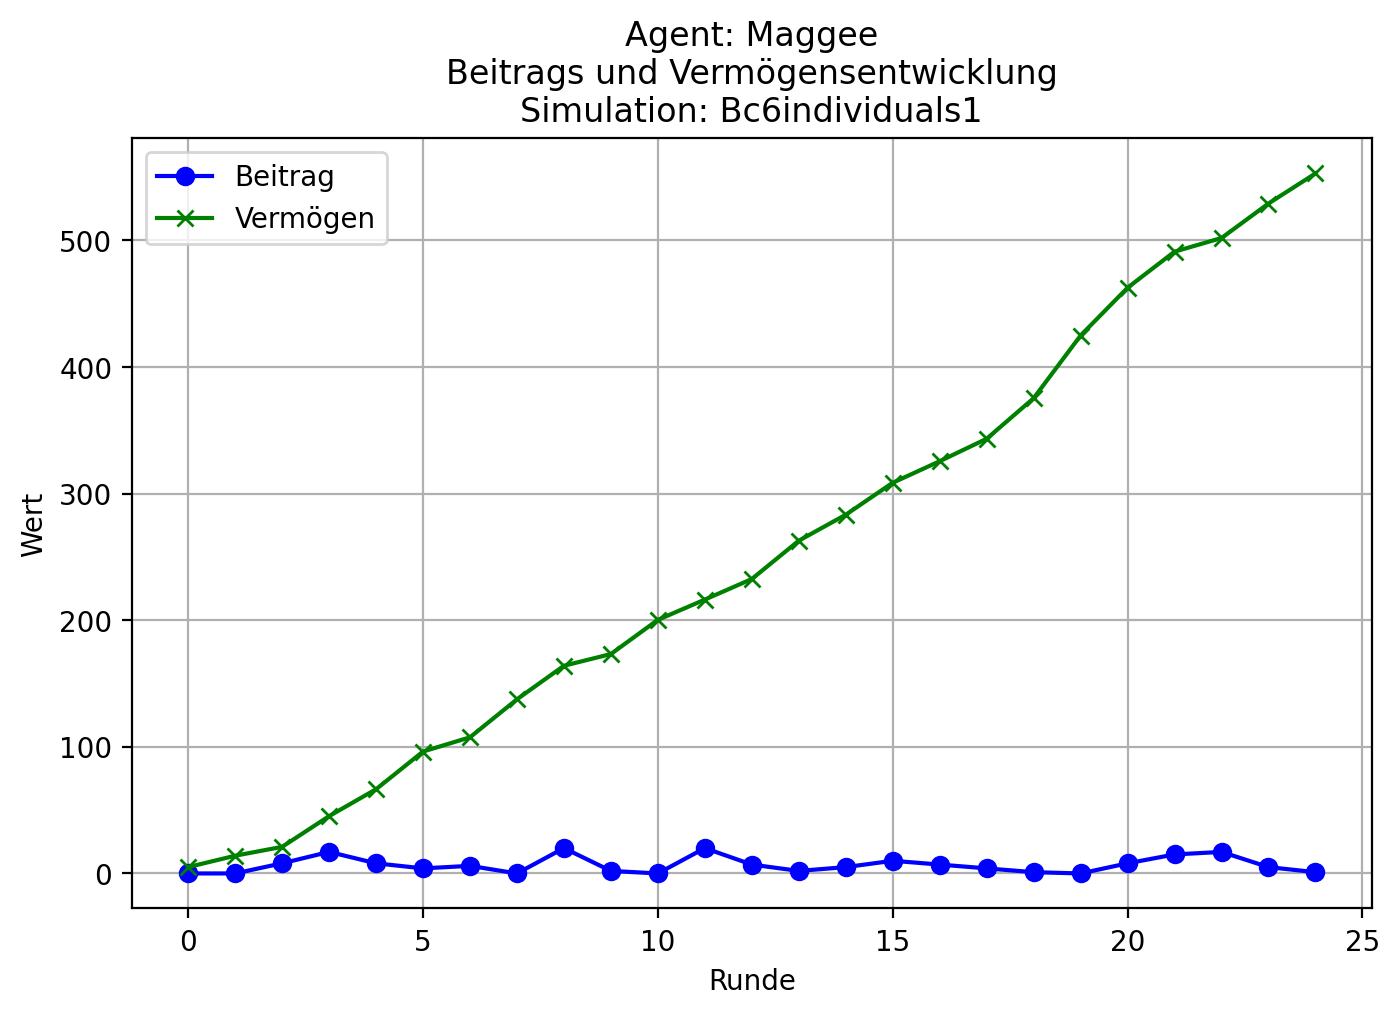 Agent: Maggee
Beitrags und Vermögensentwicklung
Simulation: Bc6individuals1
Beitrag
Vermögen
500
400
300
200
100
0
Wert
0 5 10 15 20 25
Runde